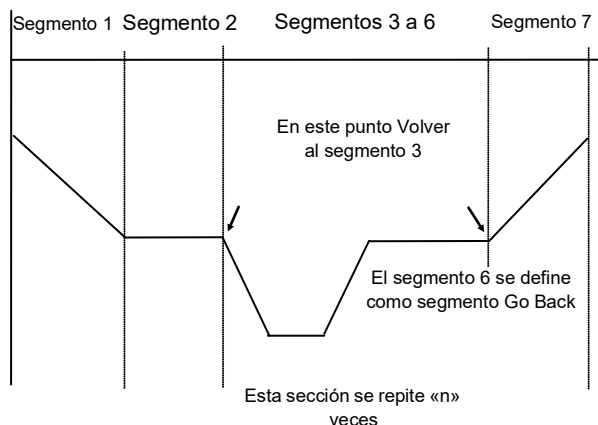 Segmento 1 Segmento 2 Segmentos 3 a 6 Segmento 7
En este punto Volver
al segmento 3
El segmento 6 se define
como segmento Go Back
Esta sección se repite «n»
veces